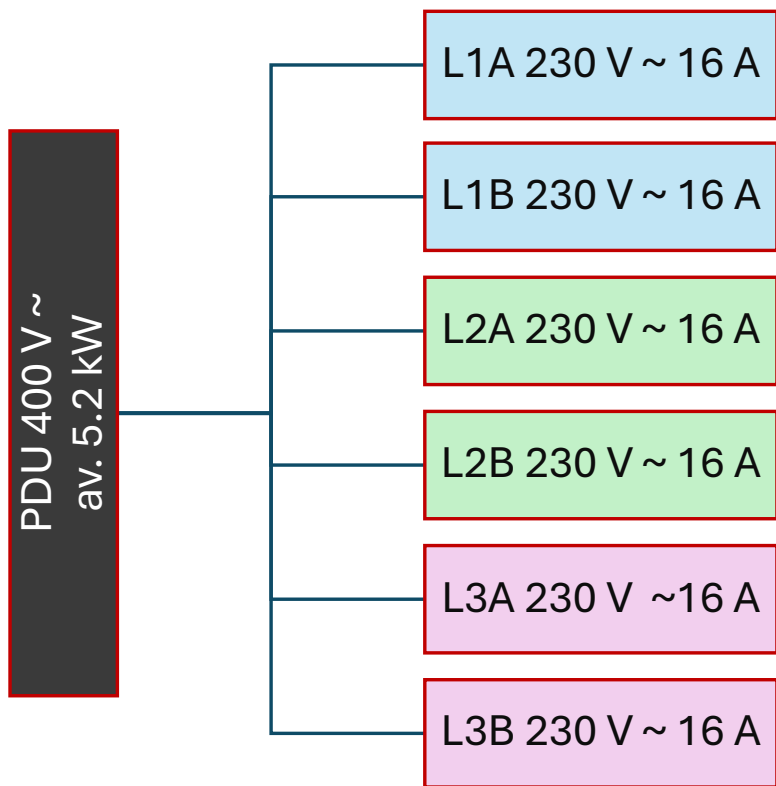 PDU 400 V ~
av. 5.2 kW
L1A 230 V ~ 16 A
L1B 230 V ~ 16 A
L2A 230 V ~ 16 A
L2B 230 V ~ 16 A
L3A 230 V  ~16 A
L3B 230 V ~ 16 A